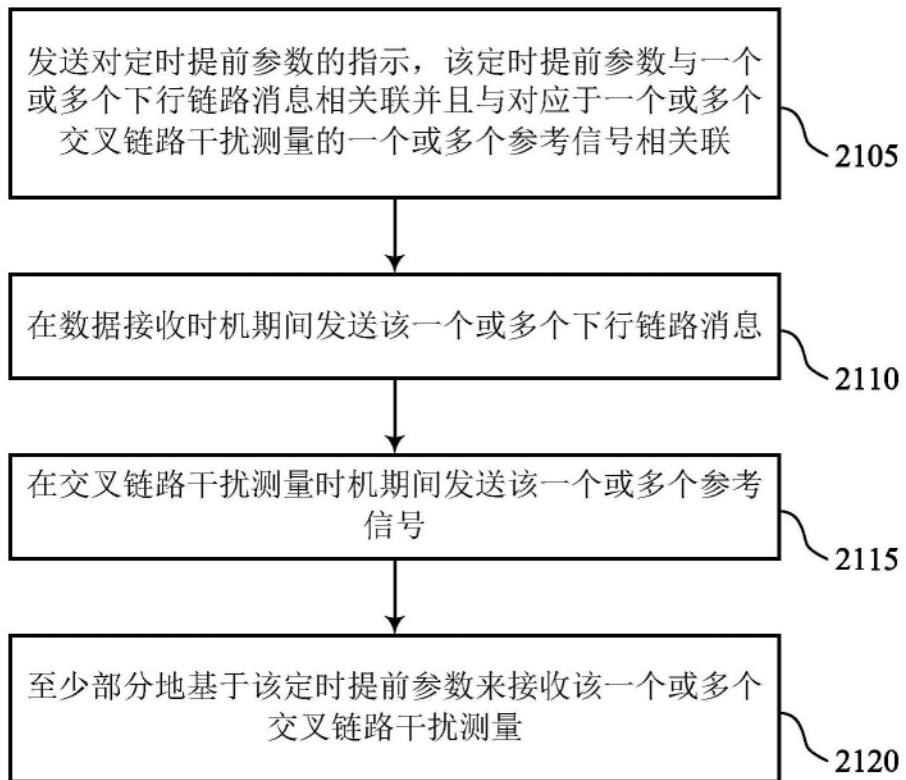 发送对定时提前参数的指示，该定时提前参数与一个
或多个下行链路消息相关联并且与对应于一个或多个
交叉链路干扰测量的一个或多个参考信号相关联
2105
在数据接收时机期间发送该一个或多个下行链路消息
2110
在交叉链路干扰测量时机期间发送该一个或多个参考
信号
2115
至少部分地基于该定时提前参数来接收该一个或多个
交叉链路干扰测量
2120